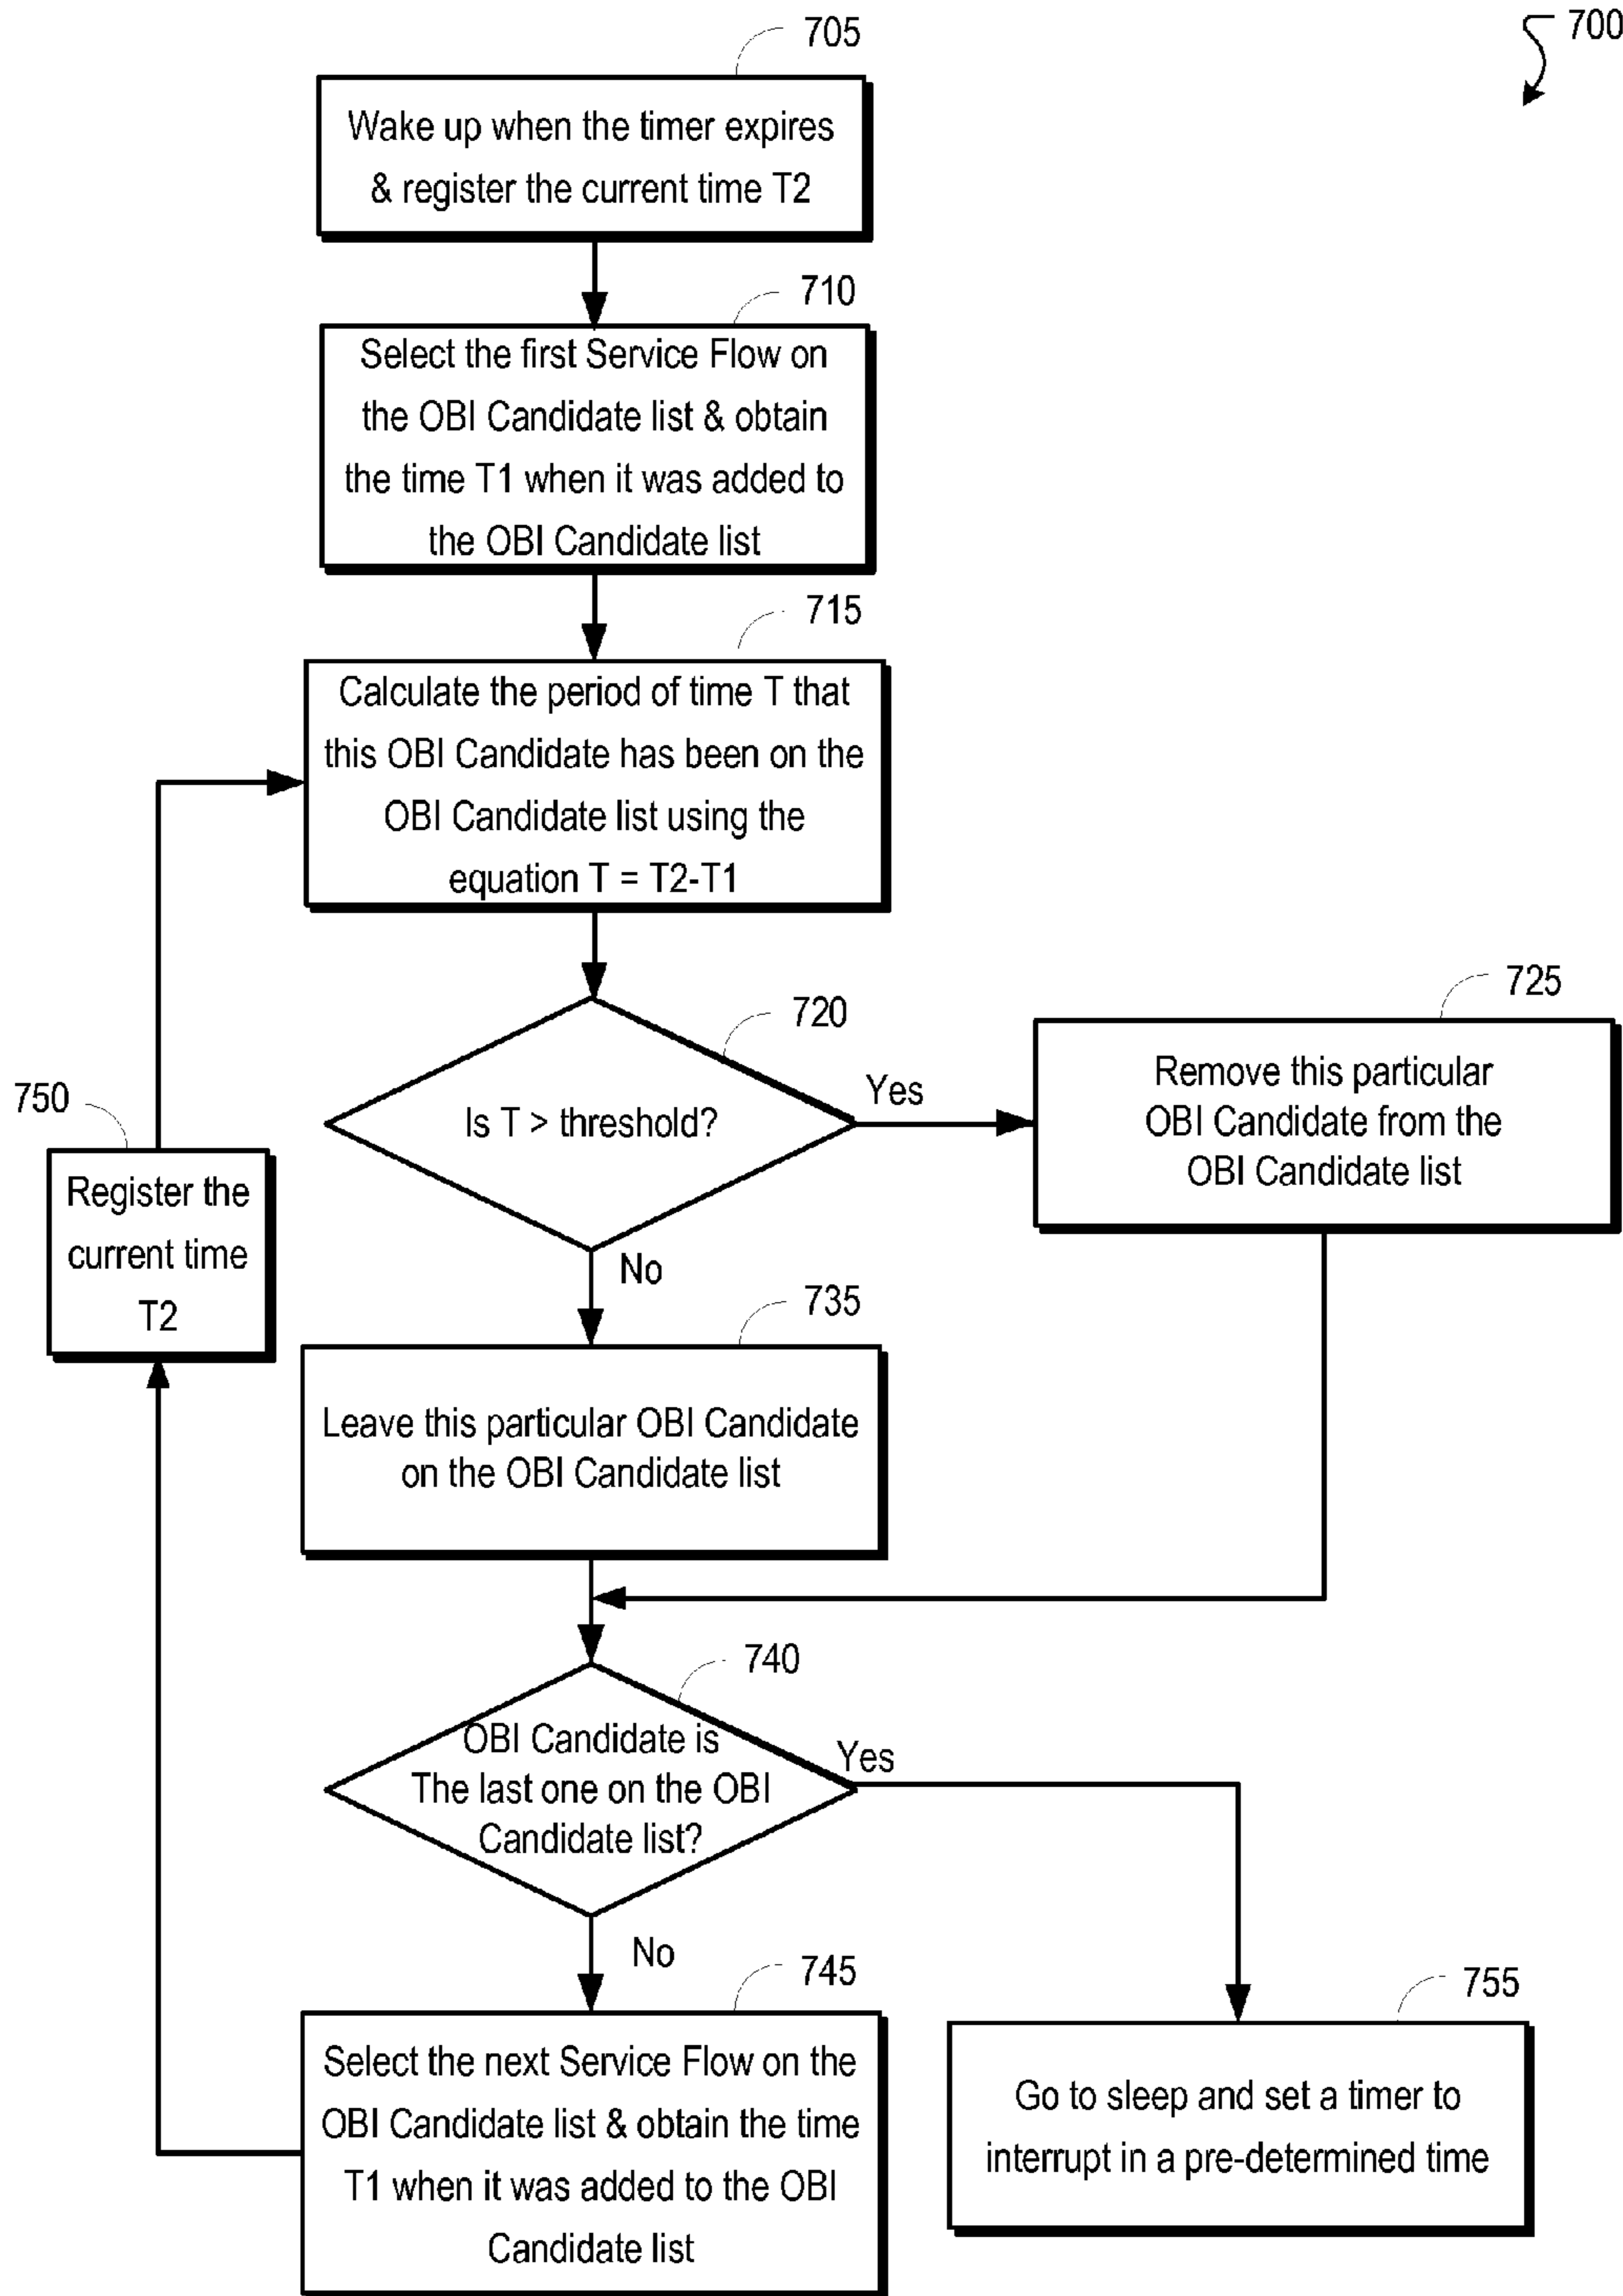 700
705
Wake up when the timer expires
& register the current time T2
710
Select the first Service Flow on
the OBI Candidate list & obtain
the time T1 when it was added to
the OBI Candidate list
715
Calculate the period of time T that
this OBI Candidate has been on the
OBI Candidate list using the
equation T = T2-T1
720
Is T > threshold?
Yes
725
Remove this particular
OBI Candidate from the
OBI Candidate list
750
Register the
current time
T2
No
735
Leave this particular OBI Candidate
on the OBI Candidate list
740
OBI Candidate is
The last one on the OBI
Candidate list?
Yes
No
745
Select the next Service Flow on the
OBI Candidate list & obtain the time
T1 when it was added to the OBI
Candidate list
755
Go to sleep and set a timer to
interrupt in a pre-determined time